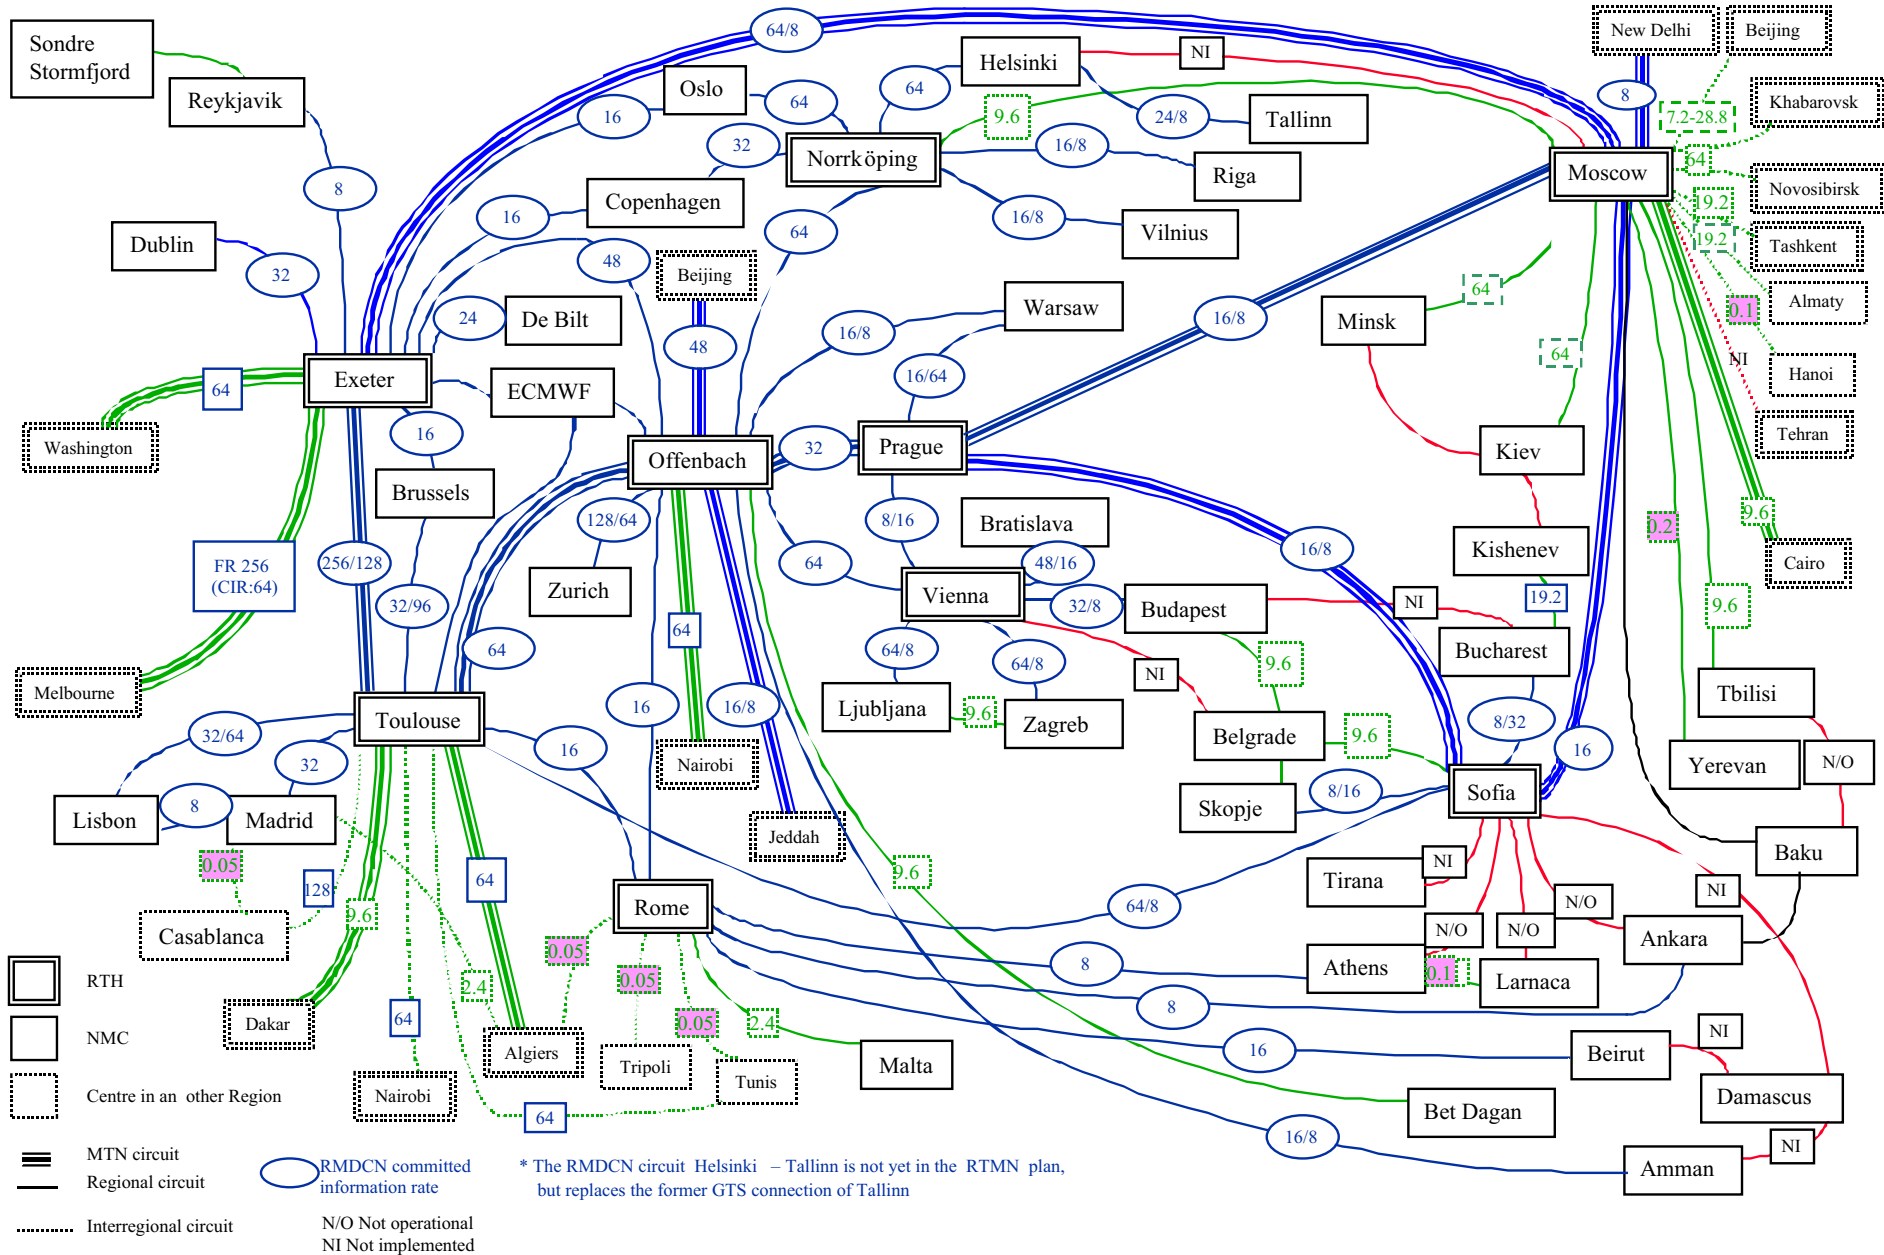 64/8
New Delhi
Beijing
Sondre
Stormfjord
Helsinki
NI
Oslo
Reykjavik
64
64
8
Khabarovsk
16
9.6
24/8
Tallinn
7.2-28.8
32
16/8
Norrköping
64
Moscow
Riga
8
Copenhagen
Novosibirsk
16
16/8
19.2
Dublin
64
Vilnius
19.2
Tashkent
48
32
Beijing
64
Warsaw
Almaty
0.1
24
De Bilt
16/8
16/8
Minsk
48
64
NI
16/64
Hanoi
Exeter
64
ECMWF
16
32
Prague
Tehran
Washington
Offenbach
Kiev
Brussels
128/64
8/16
Bratislava
9.6
0.2
FR 256
(CIR:64)
256/128
64
48/16
16/8
Kishenev
Cairo
Zurich
Vienna
32/96
32/8
Budapest
NI
19.2
9.6
64
64
64/8
64/8
9.6
Bucharest
NI
Melbourne
Tbilisi
16
16/8
Ljubljana
9.6
Zagreb
Toulouse
8/32
32/64
16
Belgrade
9.6
16
32
Nairobi
Yerevan
N/O
Lisbon
8
Madrid
8/16
Sofia
Skopje
Jeddah
0.05
NI
Baku
128
64
9.6
Tirana
NI
Rome
64/8
N/O
9.6
N/O
N/O
Casablanca
Ankara
0.05
8
Athens
0.1
Larnaca
RTH
0.05
2.4
8
64
Dakar
0.05
2.4
NMC
NI
Algiers
16
Beirut
Tripoli
Malta
Tunis
Centre in an other Region
Nairobi
Damascus
64
Bet Dagan
16/8
NI
MTN circuit
RMDCN committed
information rate
* The RMDCN circuit Helsinki – Tallinn is not yet in the RTMN plan,
but replaces the former GTS connection of Tallinn
Amman
Regional circuit
Interregional circuit
N/O Not operational
NI Not implemented